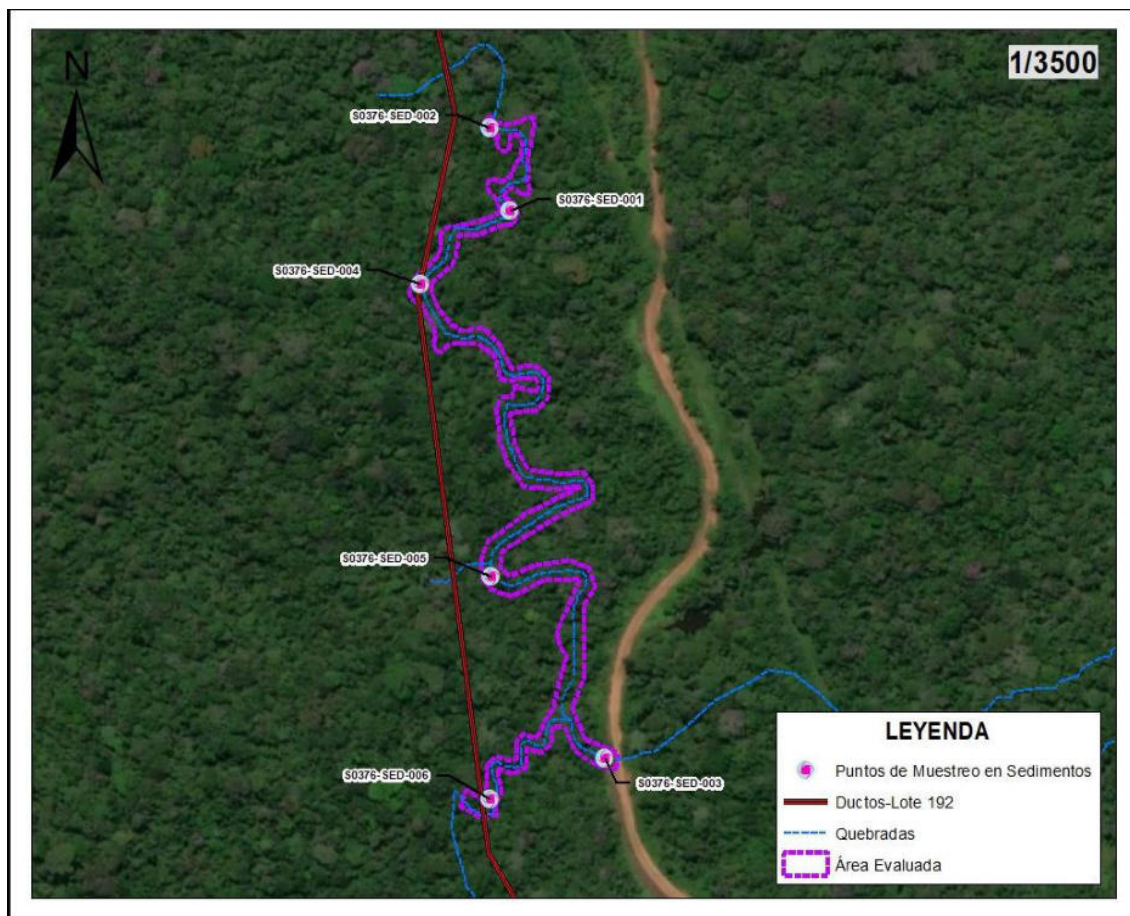 N
1/3500
S0376-SED-002
S0376-SED-001
S0376-SED-004
S0376-SED-005
S0376-SED-006
S0376-SED-003
LEYENDA
Puntos de Muestreo en Sedimentos
Ductos-Lote 192
Quebradas
Área Evaluada